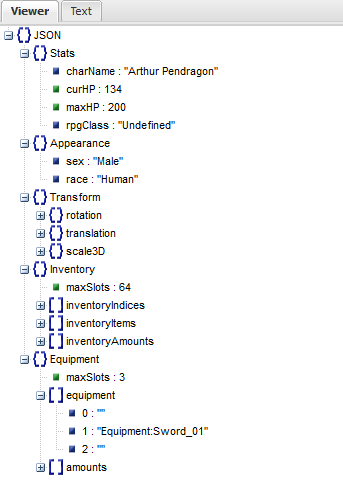 Viewer Text
JSON
Stats
charName : "Arthur Pendragon"
curHP : 134
maxHP : 200
rpgClass : "Undefined"
Appearance
sex : "Male"
race : "Human"
Transform
rotation
translation
scale3D
Inventory
maxSlots : 64
inventoryIndices
inventoryItems
inventoryAmounts
Equipment
maxSlots : 3
equipment
0 : ""
1 : "Equipment:Sword_01"
2 : ""
amounts